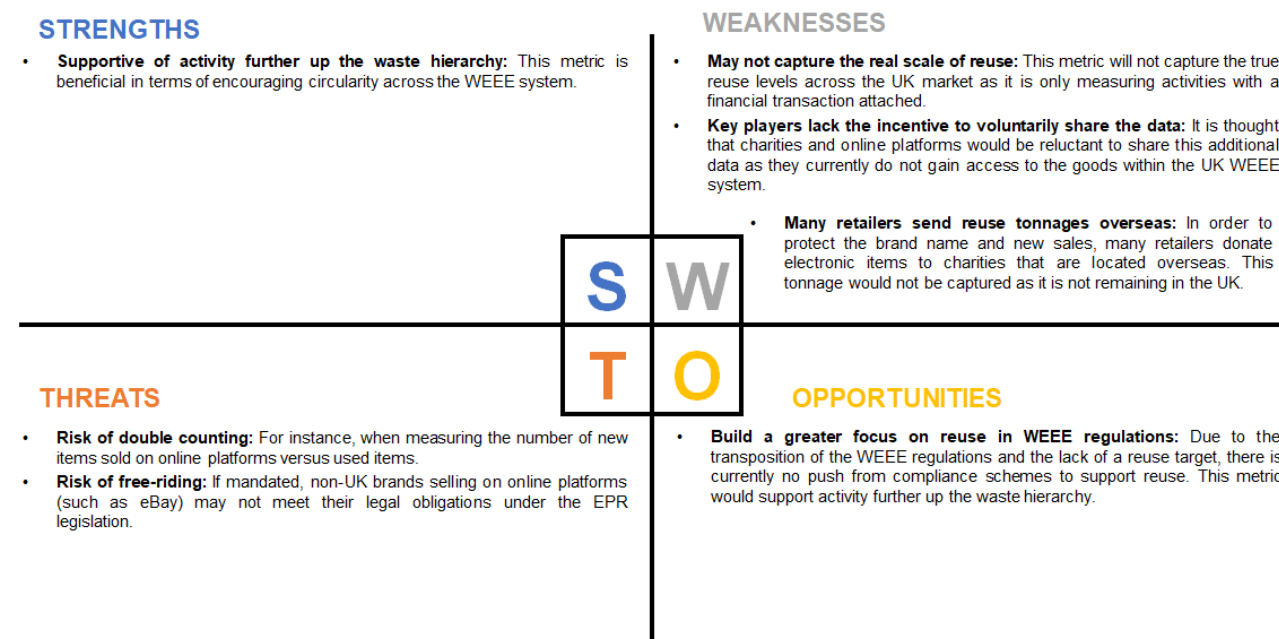 STRENGTHS
• Supportive of activity further up the waste hierarchy: This metric is
beneficial in terms of encouraging circularity across the WEEE system.
WEAKNESSES
• May not capture the real scale of reuse: This metric will not capture the true
reuse levels across the UK market as it is only measuring activities with a
financial transaction attached.
• Key players lack the incentive to voluntarily share the data: It is thought
that charities and online platforms would be reluctant to share this additional
data as they currently do not gain access to the goods within the UK WEEE
system.
• Many retailers send reuse tonnages overseas: In order to
protect the brand name and new sales, many retailers donate
electronic items to charities that are located overseas. This
tonnage would not be captured as it is not remaining in the UK.
S W
T O
THREATS
• Risk of double counting: For instance, when measuring the number of new
items sold on online platforms versus used items.
• Risk of free-riding: If mandated, non-UK brands selling on online platforms
(such as eBay) may not meet their legal obligations under the EPR
legislation.
OPPORTUNITIES
• Build a greater focus on reuse in WEEE regulations: Due to the
transposition of the WEEE regulations and the lack of a reuse target, there is
currently no push from compliance schemes to support reuse. This metric
would support activity further up the waste hierarchy.